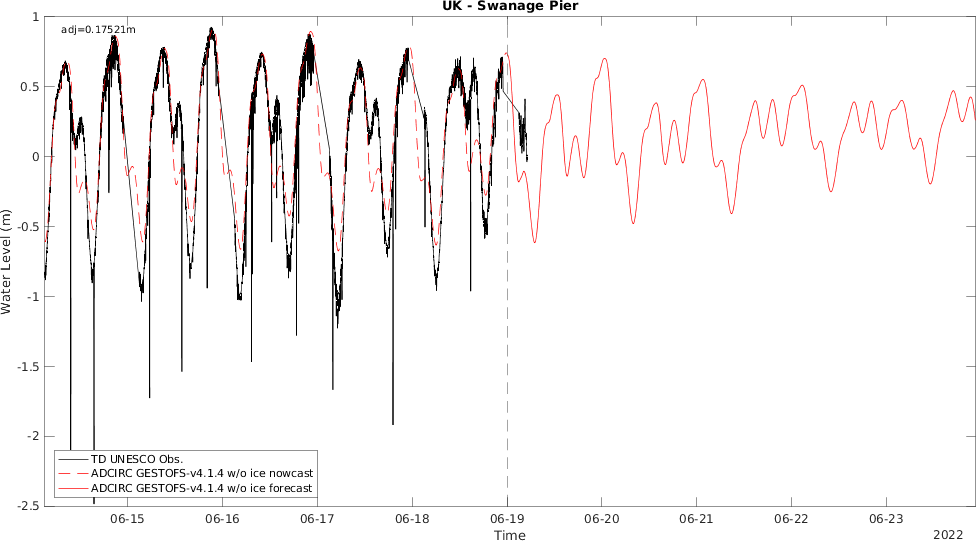 UK - Swanage Pier
adj=0.17521m
1
0.5
0
-0.5
-1
-1.5
-2
-2.5
Water Level (m)
TD UNESCO Obs.
ADCIRC GESTOFS-v4.1.4 w/o ice nowcast
ADCIRC GESTOFS-v4.1.4 w/o ice forecast
06-15 06-16 06-17 06-18 06-19 06-20 06-21 06-22 06-23
Time
2022